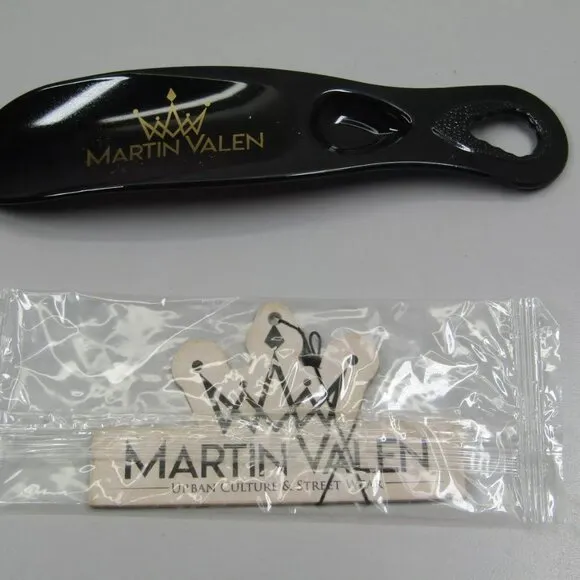 MARTIN VALEN
MARTIN VALEN
URBAN CULTURE & STREET WEAR